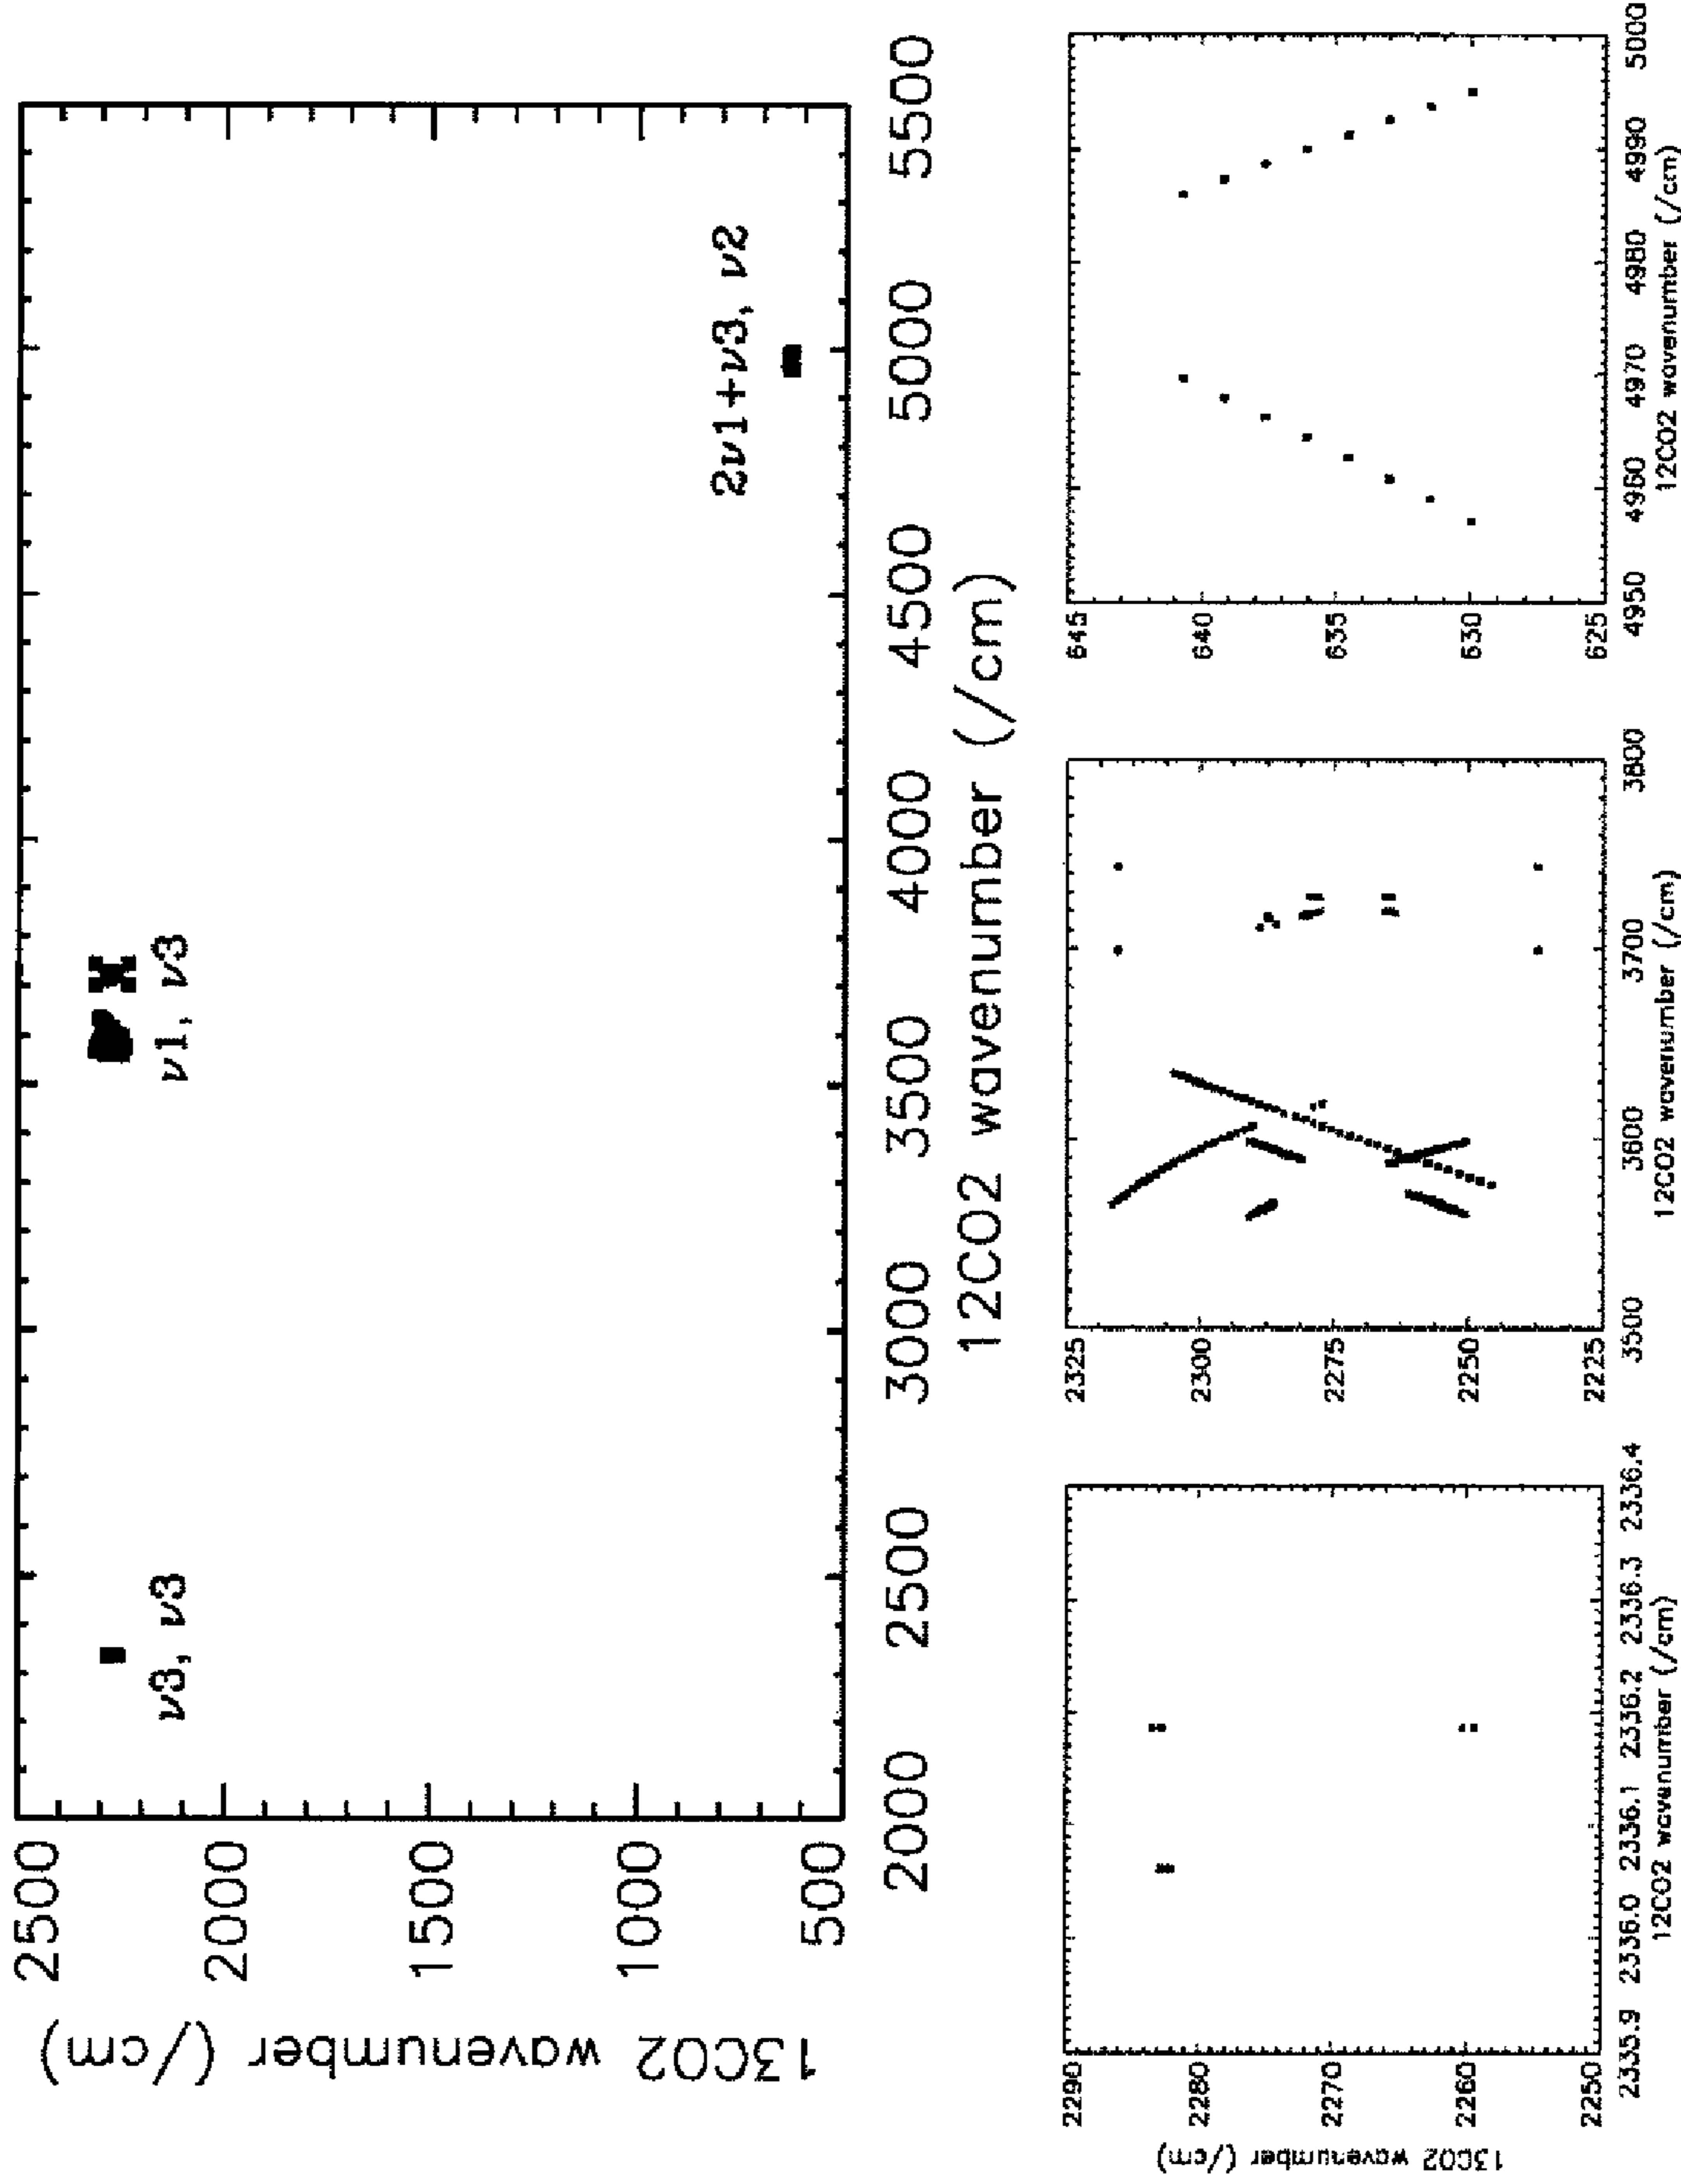 13CO2 wavenumber (/cm)
2500
2000
1500
1000
500
ν3, ν3
ν1, ν3
2ν1+ν3, ν2
2000 2500 3000 3500 4000 4500 5000 5500
12CO2 wavenumber (/cm)
13CO2 wavenumber (/cm)
2290
2280
2270
2260
2250
2335.9 2336.0 2336.1 2336.2 2336.3 2336.4
12CO2 wavenumber (/cm)
2325
2300
2275
2250
2225
3500 3600 3700 3800
12CO2 wavenumber (/cm)
645
640
635
630
625
4950 4960 4970 4980 4990 5000
12CO2 wavenumber (/cm)